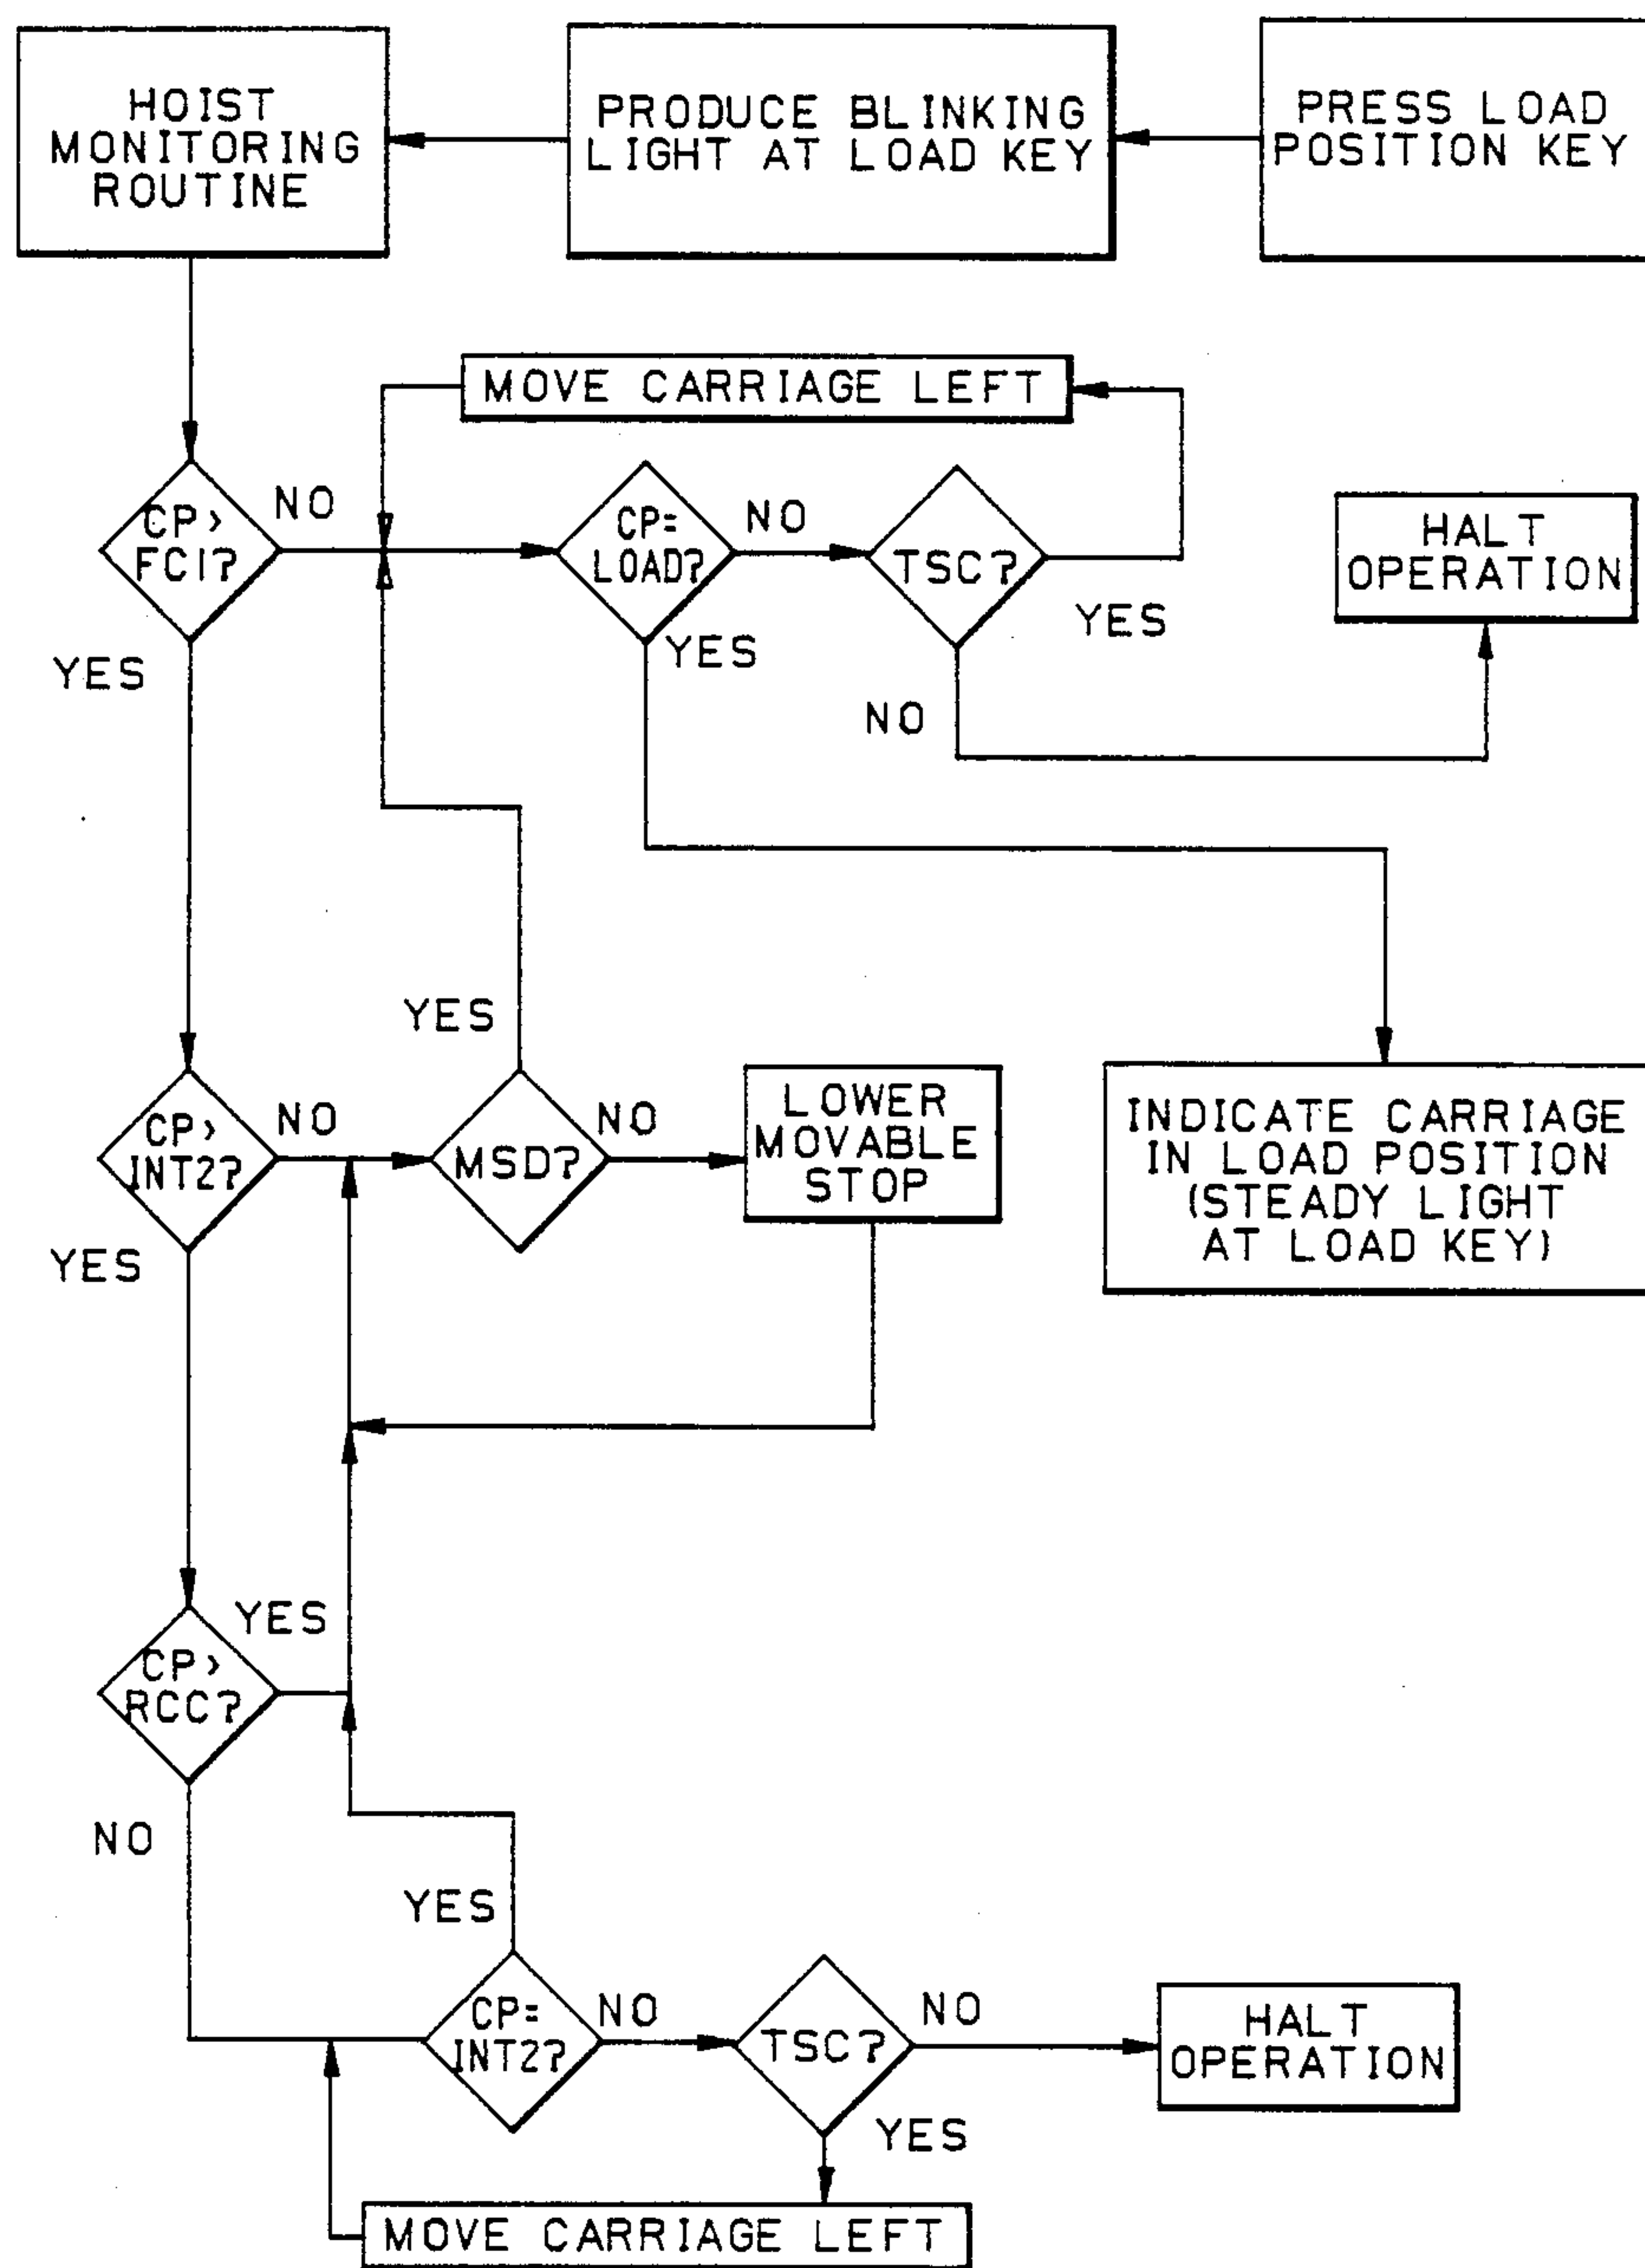 HOIST
MONITORING
ROUTINE
PRODUCE BLINKING
LIGHT AT LOAD KEY
PRESS LOAD
POSITION KEY
MOVE CARRIAGE LEFT
CP>
FCI?
NO
YES
CP=
LOAD?
NO
YES
TSC?
YES
NO
HALT
OPERATION
CP>
INT2?
NO
YES
YES
MSD?
NO
LOWER
MOVABLE
STOP
INDICATE CARRIAGE
IN LOAD POSITION
(STEADY LIGHT
AT LOAD KEY)
YES
CP>
RCC?
NO
YES
CP=
INT2?
NO
TSC?
NO
YES
HALT
OPERATION
MOVE CARRIAGE LEFT